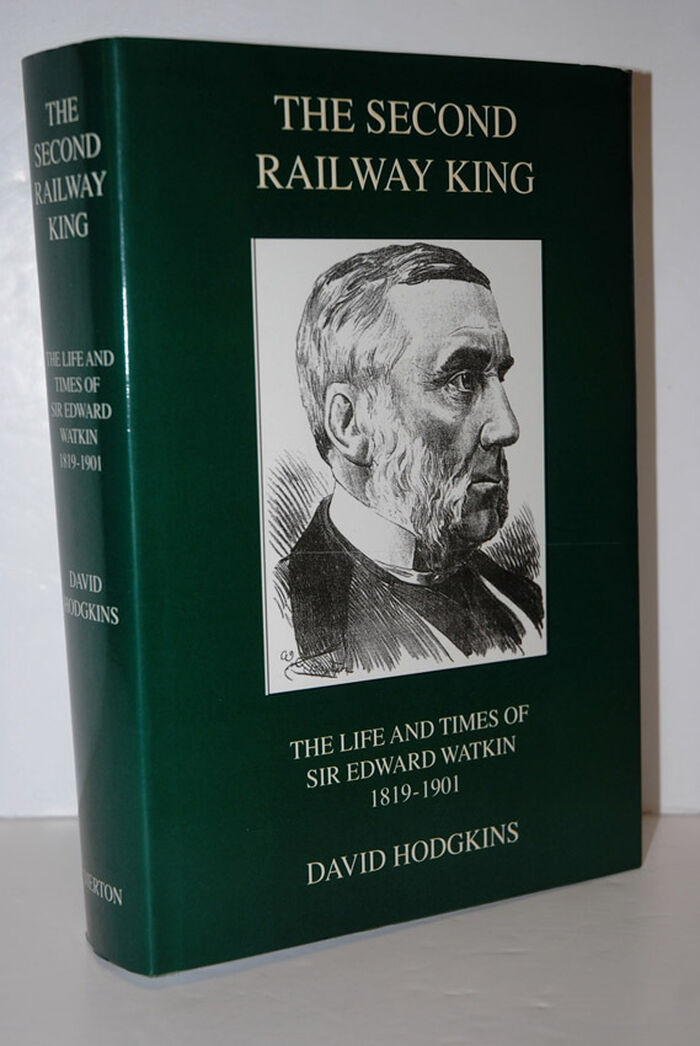 THE
SECOND
RAILWAY
KING
THE LIFE AND
TIMES OF
SIR EDWARD
WATKIN
1819-1901
DAVID
HODGKINS
THE SECOND
RAILWAY KING
THE LIFE AND TIMES OF
SIR EDWARD WATKIN
1819-1901
DAVID HODGKINS